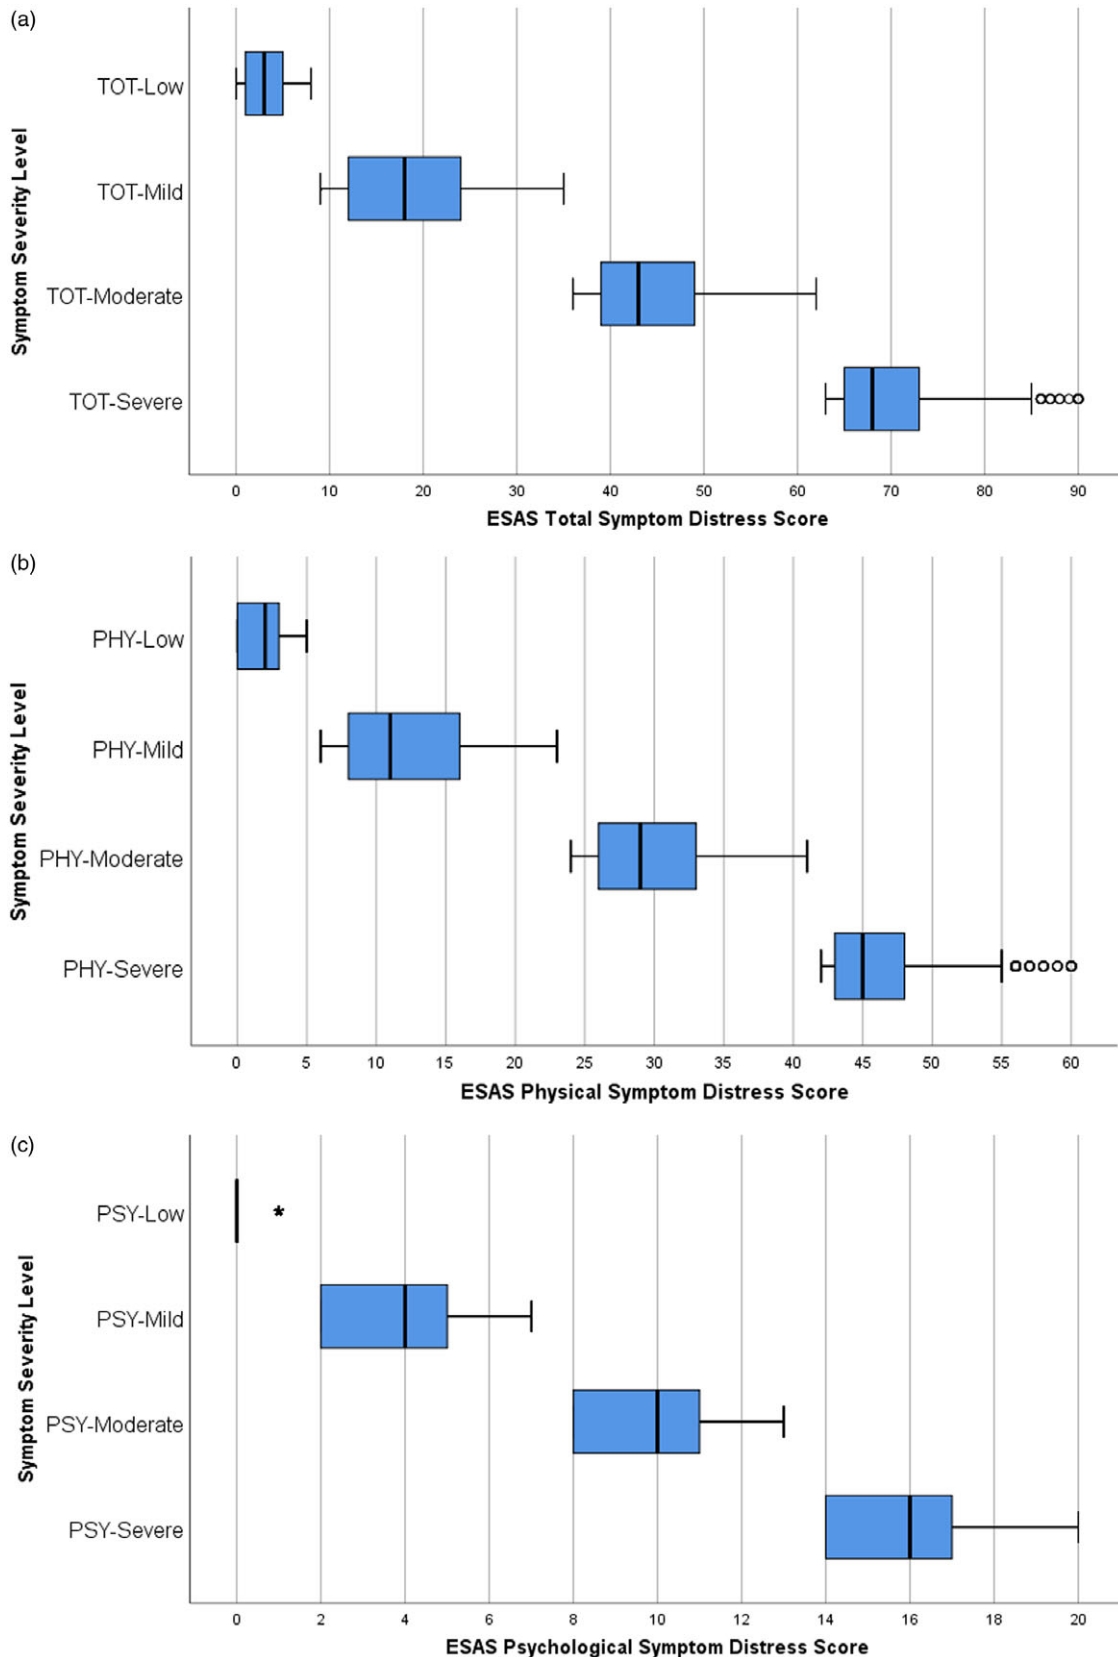 (a)
Symptom Severity Level
TOT-Low
TOT-Mild
TOT-Moderate
TOT-Severe
0 10 20 30 40 50 60 70 80 90
ESAS Total Symptom Distress Score
(b)
Symptom Severity Level
PHY-Low
PHY-Mild
PHY-Moderate
PHY-Severe
0 5 10 15 20 25 30 35 40 45 50 55 60
ESAS Physical Symptom Distress Score
(c)
Symptom Severity Level
PSY-Low
PSY-Mild
PSY-Moderate
PSY-Severe
0 2 4 6 8 10 12 14 16 18 20
ESAS Psychological Symptom Distress Score